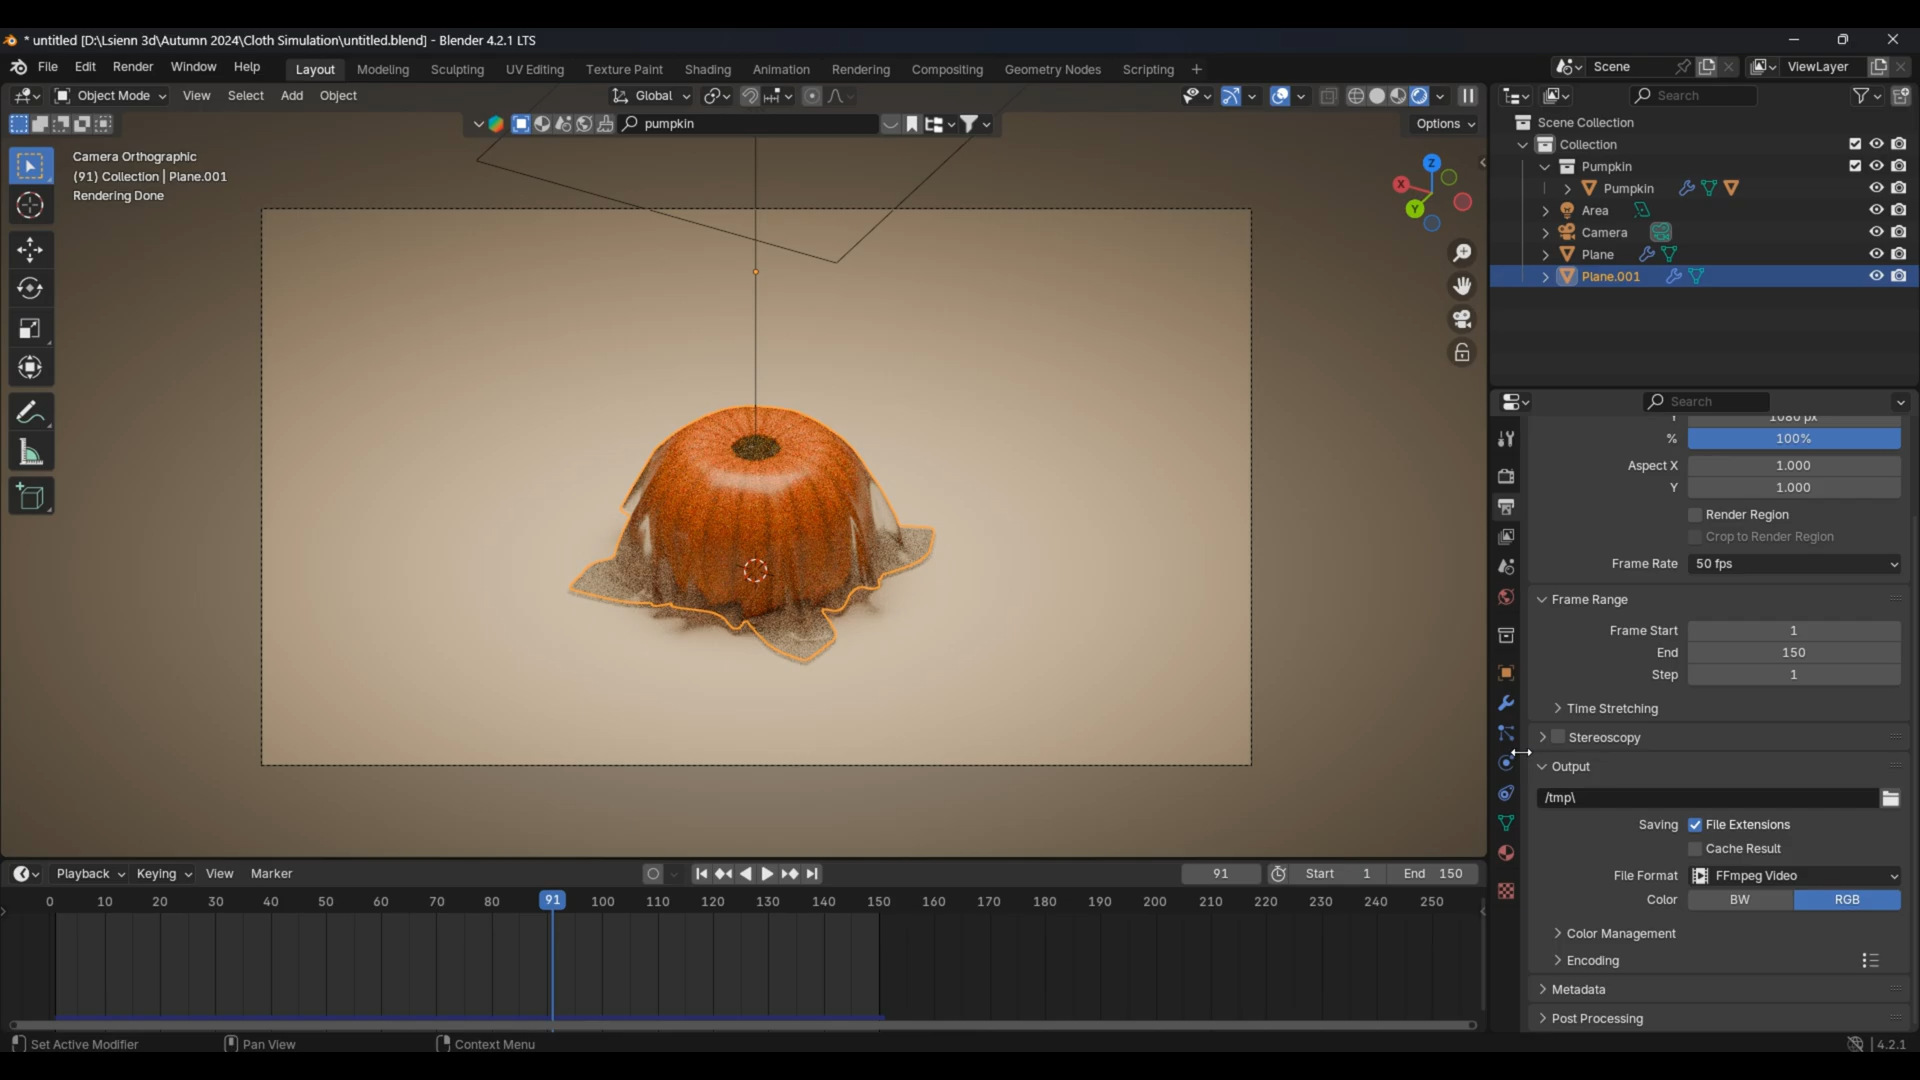 * untitled [D:\Lsienn 3d\Autumn 2024\Cloth Simulation\untitled.blend] - Blender 4.2.1 LTS
File Edit Render Window Help Layout Modeling Sculpting UV Editing Texture Paint Shading Animation Rendering Compositing Geometry Nodes Scripting + Scene ViewLayer
Object Mode View Select Add Object Global Search
pumpkin Options
Camera Orthographic
(91) Collection | Plane.001
Rendering Done
Z
X
Y
Scene Collection
Collection
Pumpkin
Pumpkin
Area
Camera
Plane
Plane.001
Search
Y 1080 px
% 100%
Aspect X 1.000
Y 1.000
Render Region
Crop to Render Region
Frame Rate 50 fps
Frame Range
Frame Start 1
End 150
Step 1
Time Stretching
Stereoscopy
Output
/tmp\
Saving File Extensions
Cache Result
File Format FFmpeg Video
Color BW RGB
Color Management
Encoding
Metadata
Post Processing
Playback Keying View Marker 91 Start 1 End 150
0 10 20 30 40 50 60 70 80 91 100 110 120 130 140 150 160 170 180 190 200 210 220 230 240 250
Set Active Modifier Pan View Context Menu 4.2.1